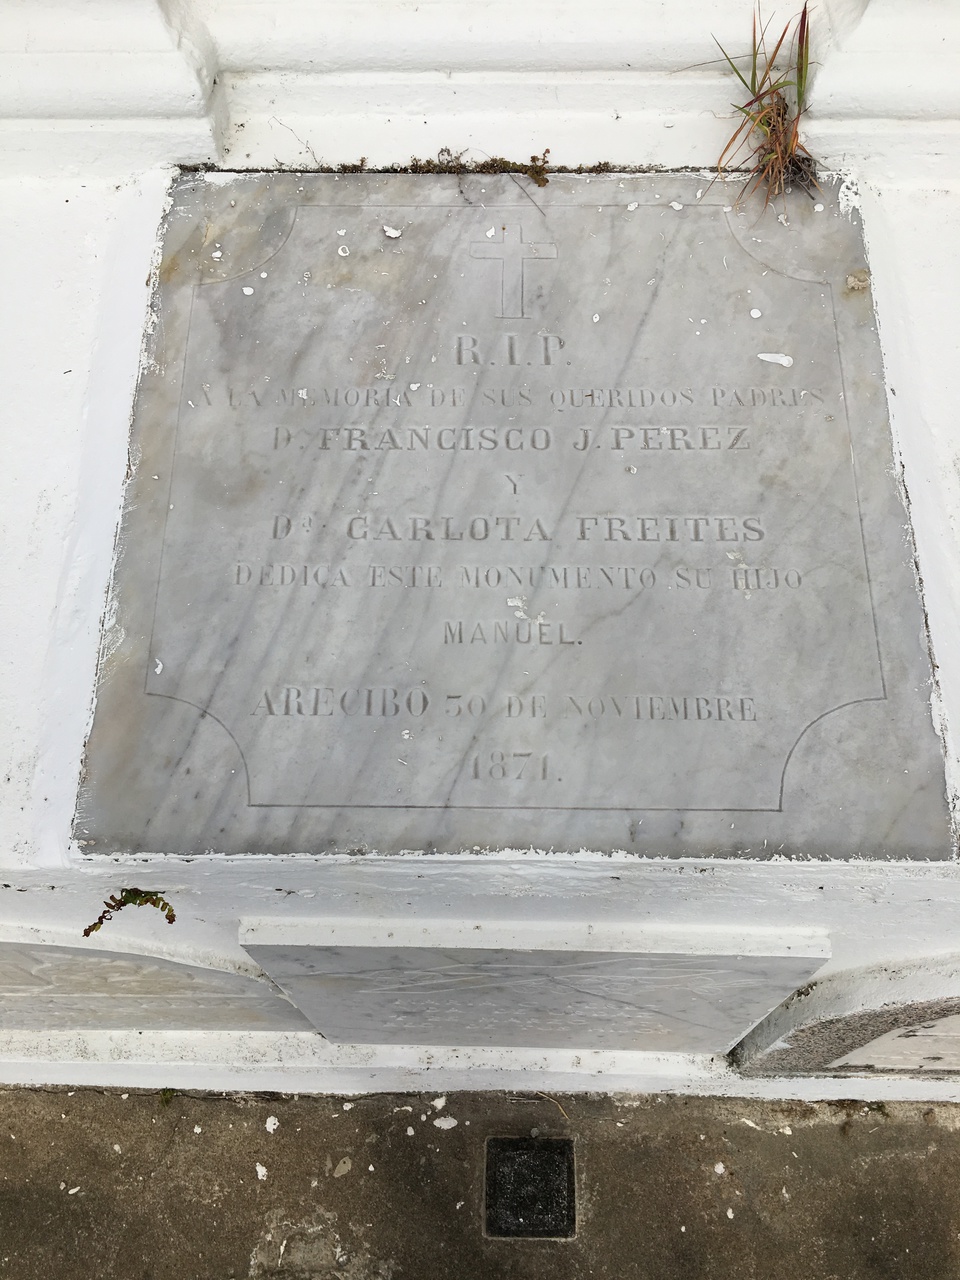 R.I.P.
A LA MEMORIA DE SUS QUERIDOS PADRES
D. FRANCISCO J. PEREZ
Y
Dª. CARLOTA FREITES
DEDICA ESTE MONUMENTO SU HIJO
MANUEL.
ARECIBO 30 DE NOVIEMBRE
1871.